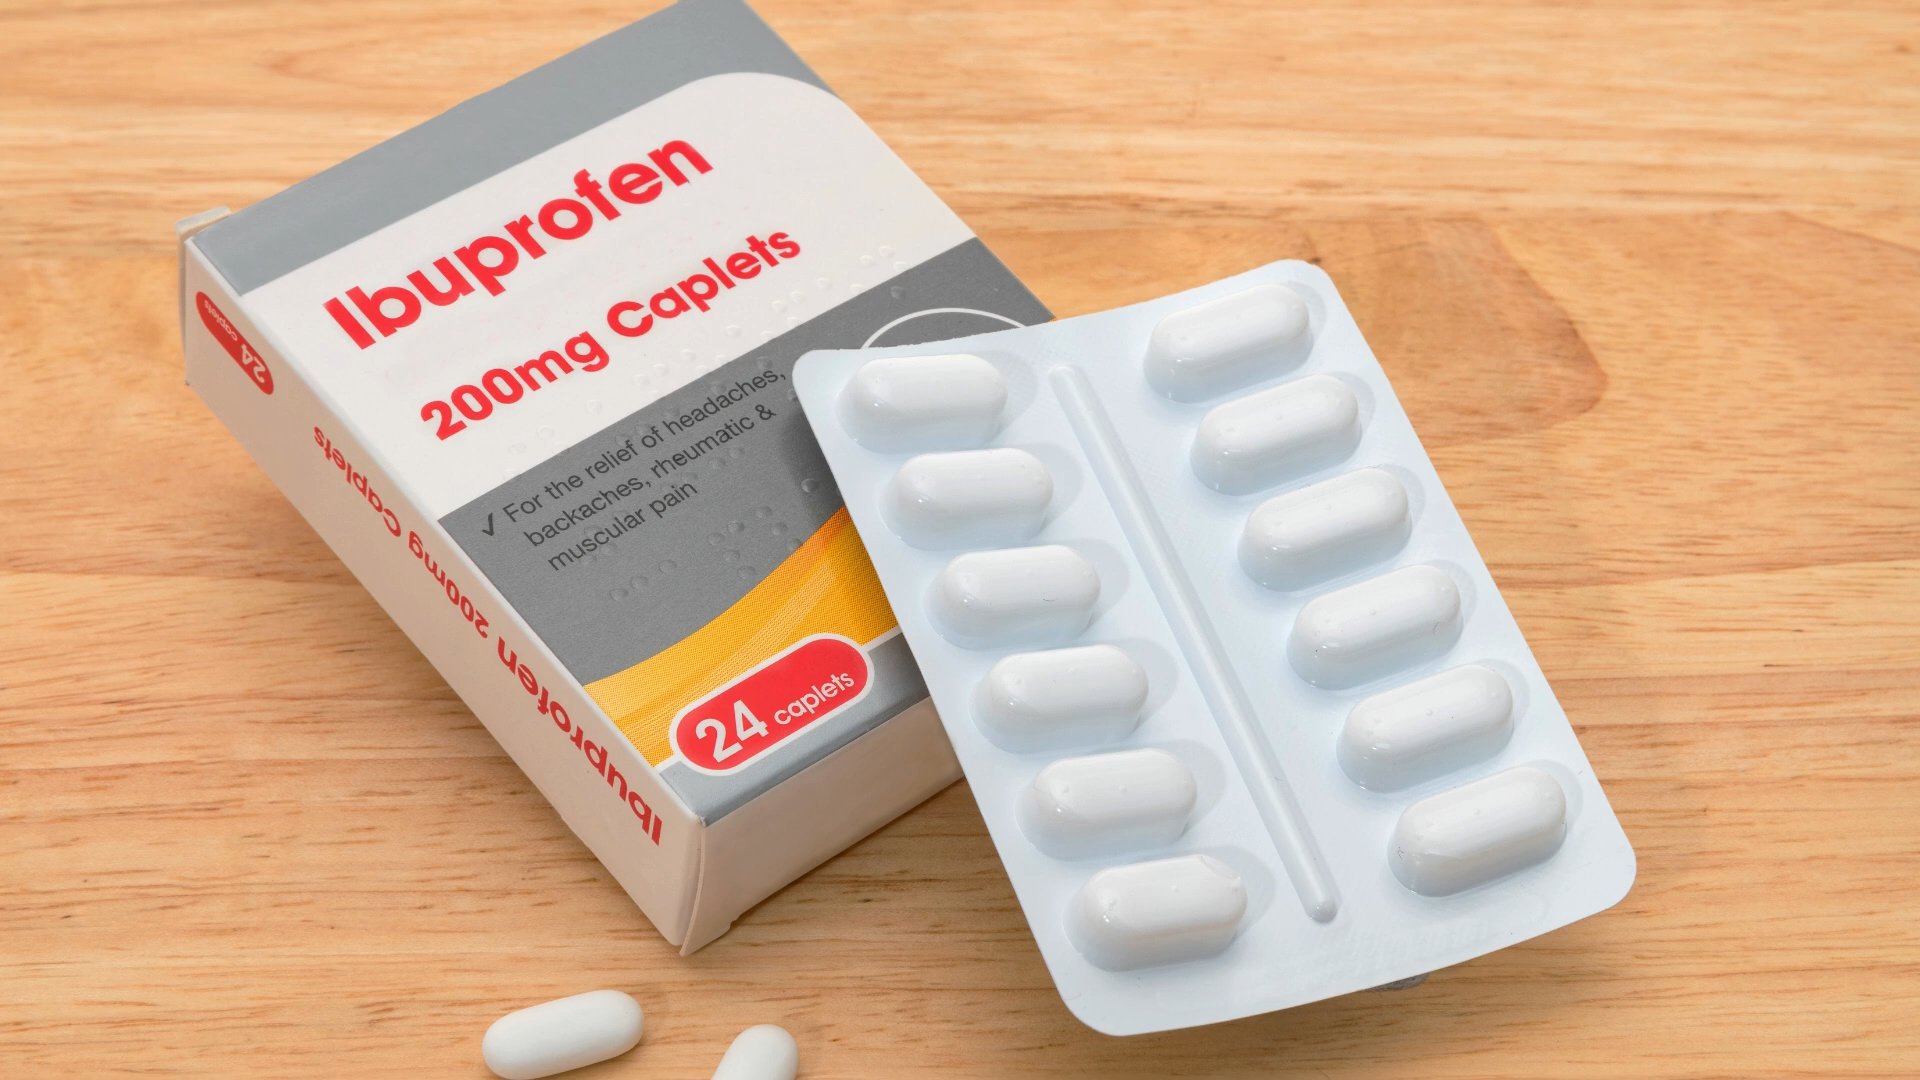 Ibuprofen
200mg Caplets
✓ For the relief of headaches,
backaches, rheumatic &
muscular pain
24 caplets
24 caplets
Ibuprofen 200mg Caplets